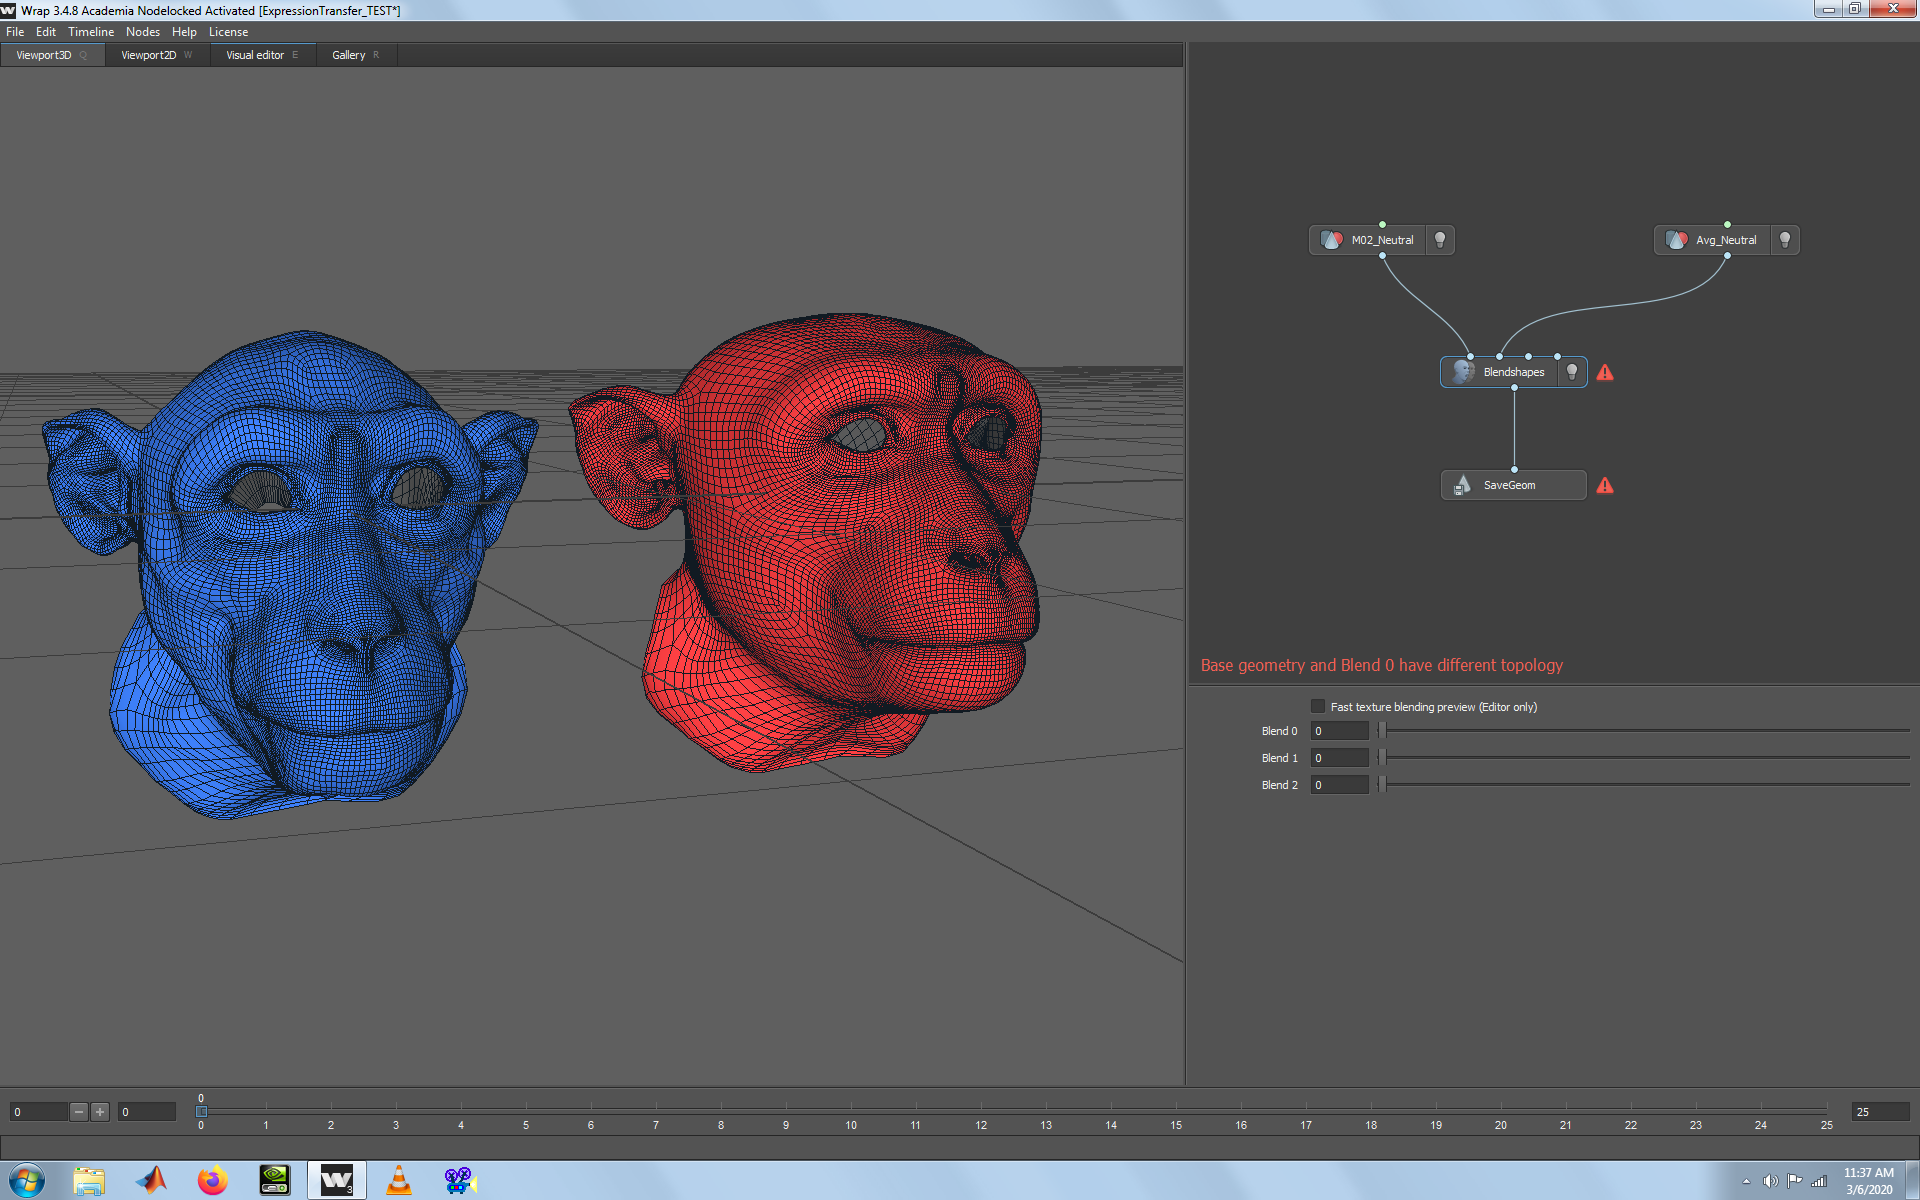 W Wrap 3.4.8 Academia Nodelocked Activated [ExpressionTransfer_TEST*]
File Edit Timeline Nodes Help License
Viewport3D Q Viewport2D W Visual editor E Gallery R
M02_Neutral Avg_Neutral
Blendshapes
SaveGeom
Base geometry and Blend 0 have different topology
Fast texture blending preview (Editor only)
Blend 0 0
Blend 1 0
Blend 2 0
0
0 − + 0 25
0 1 2 3 4 5 6 7 8 9 10 11 12 13 14 15 16 17 18 19 20 21 22 23 24 25
W 3
11:37 AM
3/6/2020